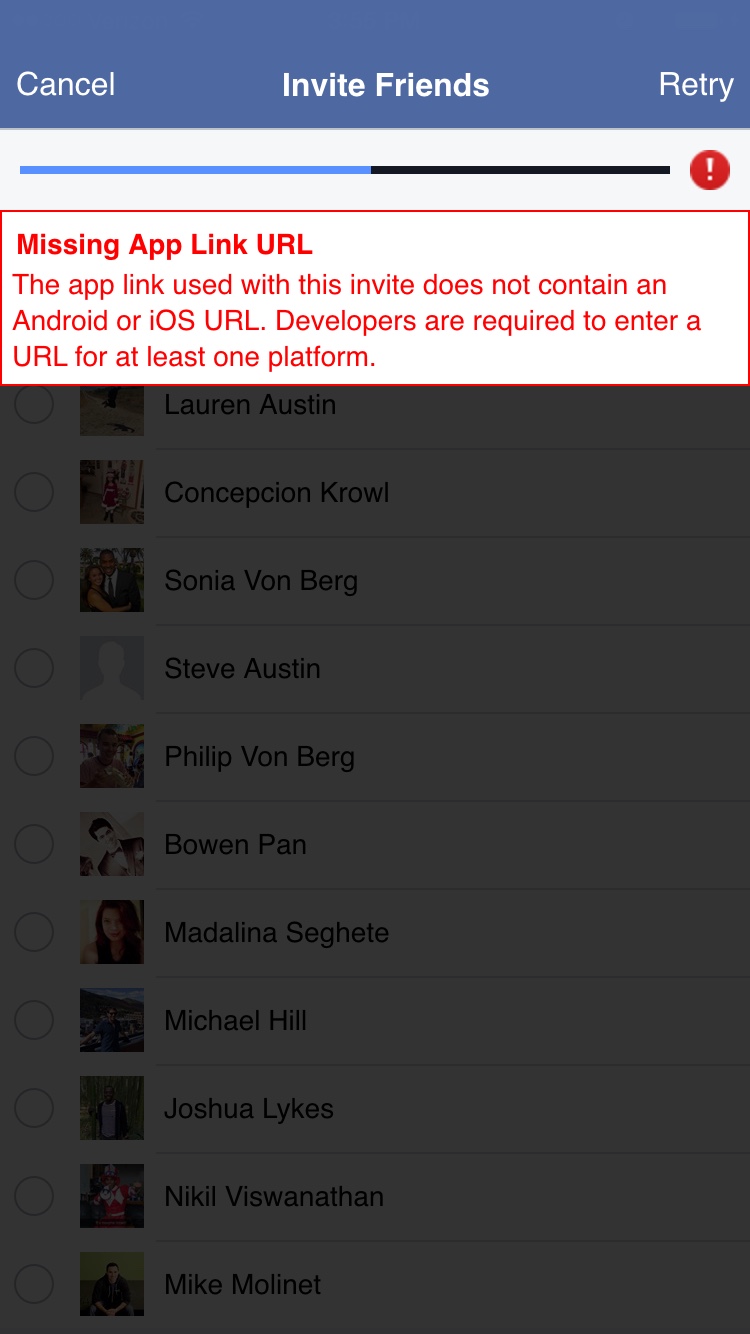 Cancel
Invite Friends
Retry
Missing App Link URL
The app link used with this invite does not contain an
Android or iOS URL. Developers are required to enter a
URL for at least one platform.
Lauren Austin
Concepcion Krowl
Sonia Von Berg
Steve Austin
Philip Von Berg
Bowen Pan
Madalina Seghete
Michael Hill
Joshua Lykes
Nikil Viswanathan
Mike Molinet